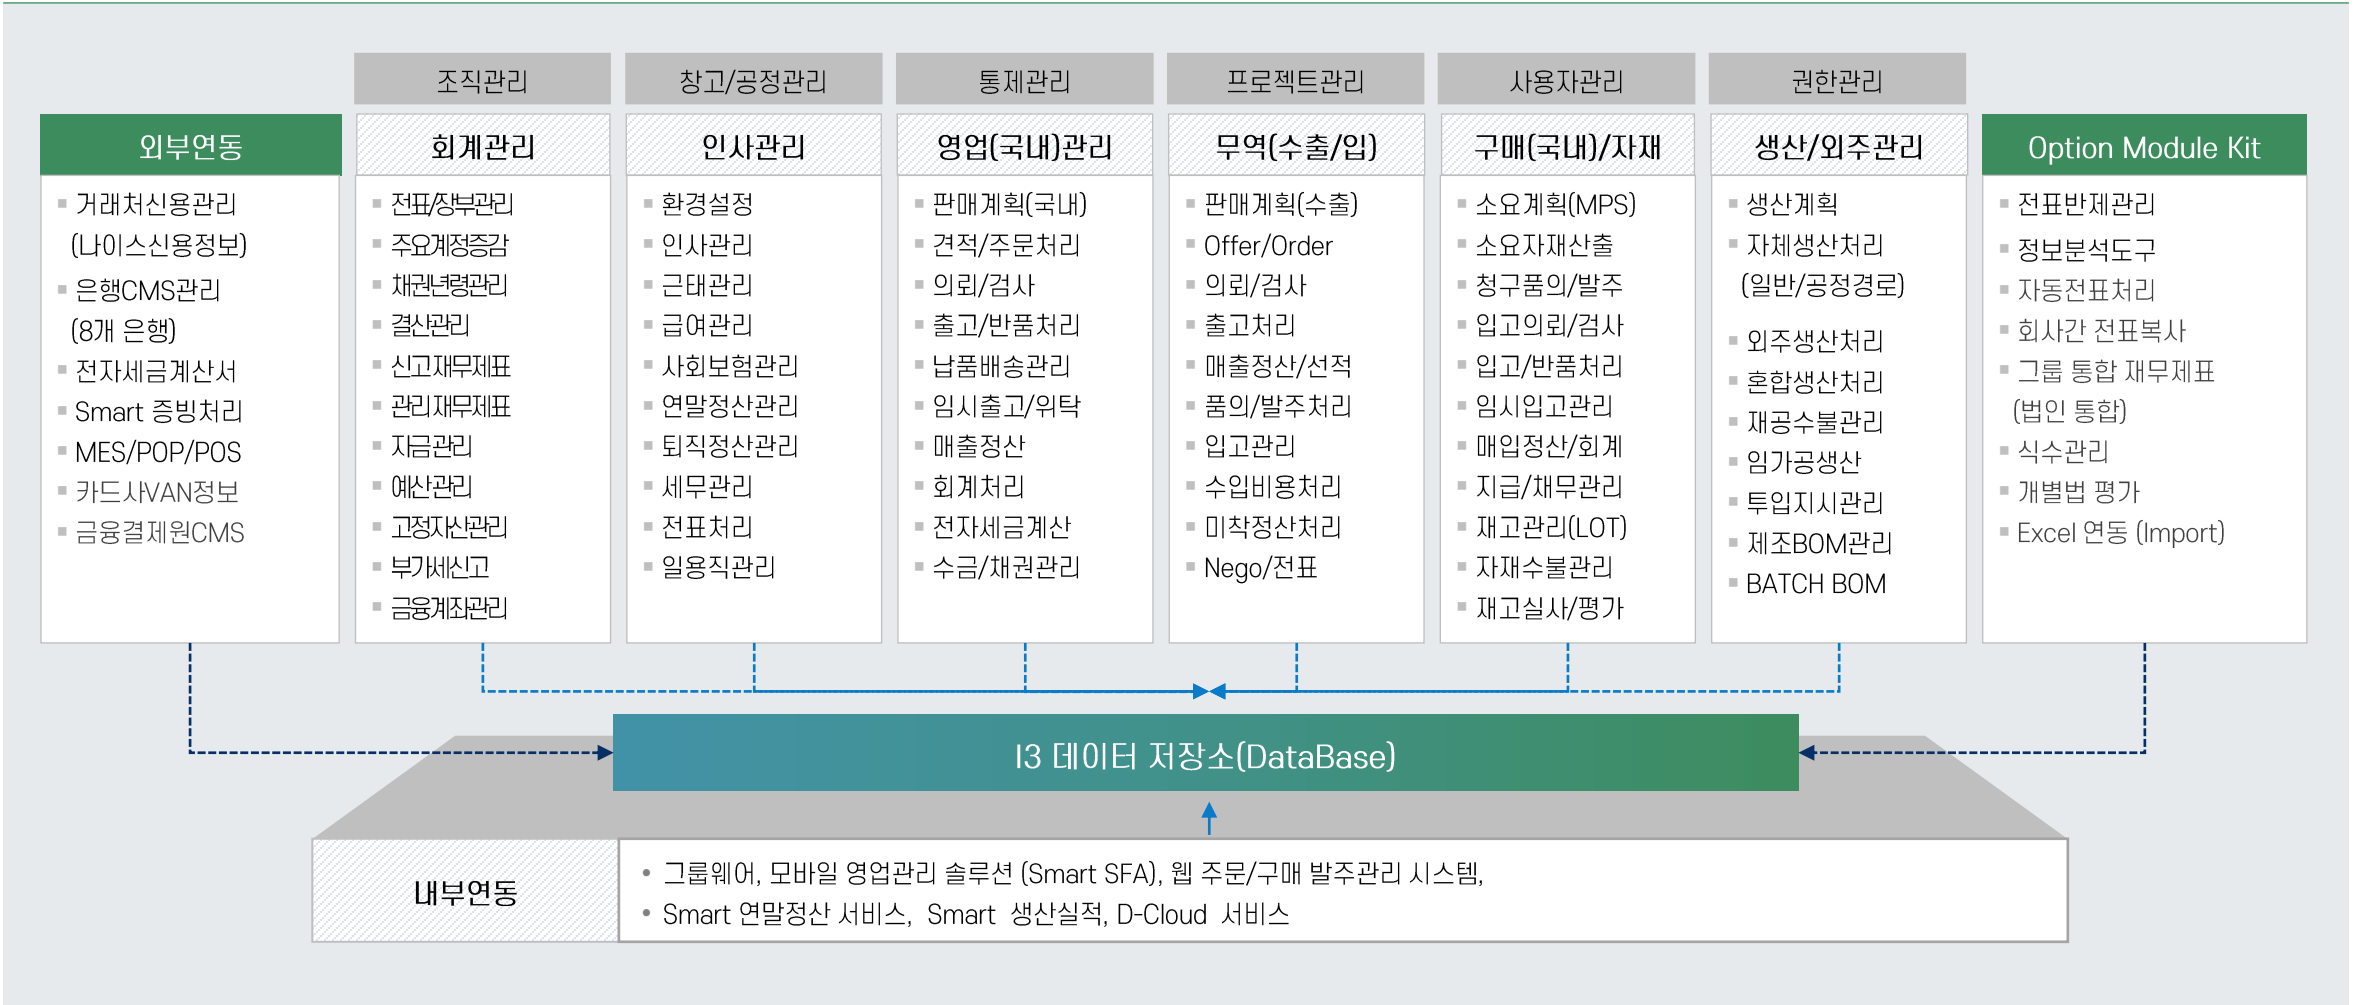 조직관리
창고/공정관리
통제관리
프로젝트관리
사용자관리
권한관리
외부연동
거래처신용관리
(나이스신용정보)
은행CMS관리
(8개 은행)
전자세금계산서
Smart 증빙처리
MES/POP/POS
카드사VAN정보
금융결제원CMS
회계관리
전표/장부관리
주요계정증감
채권년령관리
결산관리
신고 재무제표
관리 재무제표
자금관리
예산관리
고정자산관리
부가세신고
금융계좌관리
인사관리
환경설정
인사관리
근태관리
급여관리
사회보험관리
연말정산관리
퇴직정산관리
세무관리
전표처리
일용직관리
영업(국내)관리
판매계획(국내)
견적/주문처리
의뢰/검사
출고/반품처리
납품배송관리
임시출고/위탁
매출정산
회계처리
전자세금계산
수금/채권관리
무역(수출/입)
판매계획(수출)
Offer/Order
의뢰/검사
출고처리
매출정산/선적
품의/발주처리
입고관리
수입비용처리
미착정산처리
Nego/전표
구매(국내)/자재
소요계획(MPS)
소요자재산출
청구품의/발주
입고의뢰/검사
입고/반품처리
임시입고관리
매입정산/회계
지급/채무관리
재고관리(LOT)
자재수불관리
재고실사/평가
생산/외주관리
생산계획
자체생산처리
(일반/공정경로)
외주생산처리
혼합생산처리
재공수불관리
임가공생산
투입지시관리
제조BOM관리
BATCH BOM
Option Module Kit
전표반제관리
정보분석도구
자동전표처리
회사간 전표복사
그룹 통합 재무제표
(법인 통합)
식수관리
개별법 평가
Excel 연동 (Import)
I3 데이터 저장소(DataBase)
내부연동
그룹웨어, 모바일 영업관리 솔루션 (Smart SFA), 웹 주문/구매 발주관리 시스템,
Smart 연말정산 서비스, Smart 생산실적, D-Cloud 서비스